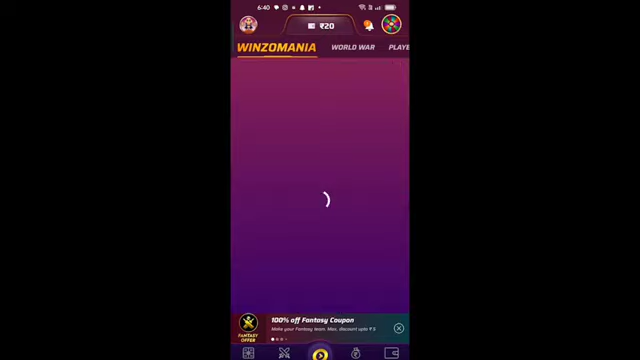 6:40
₹20
WINZOMANIA
WORLD WAR
PLAYE
100% off Fantasy Coupon
Make your Fantasy team. Max. discount upto ₹ 5
FANTASY
OFFER